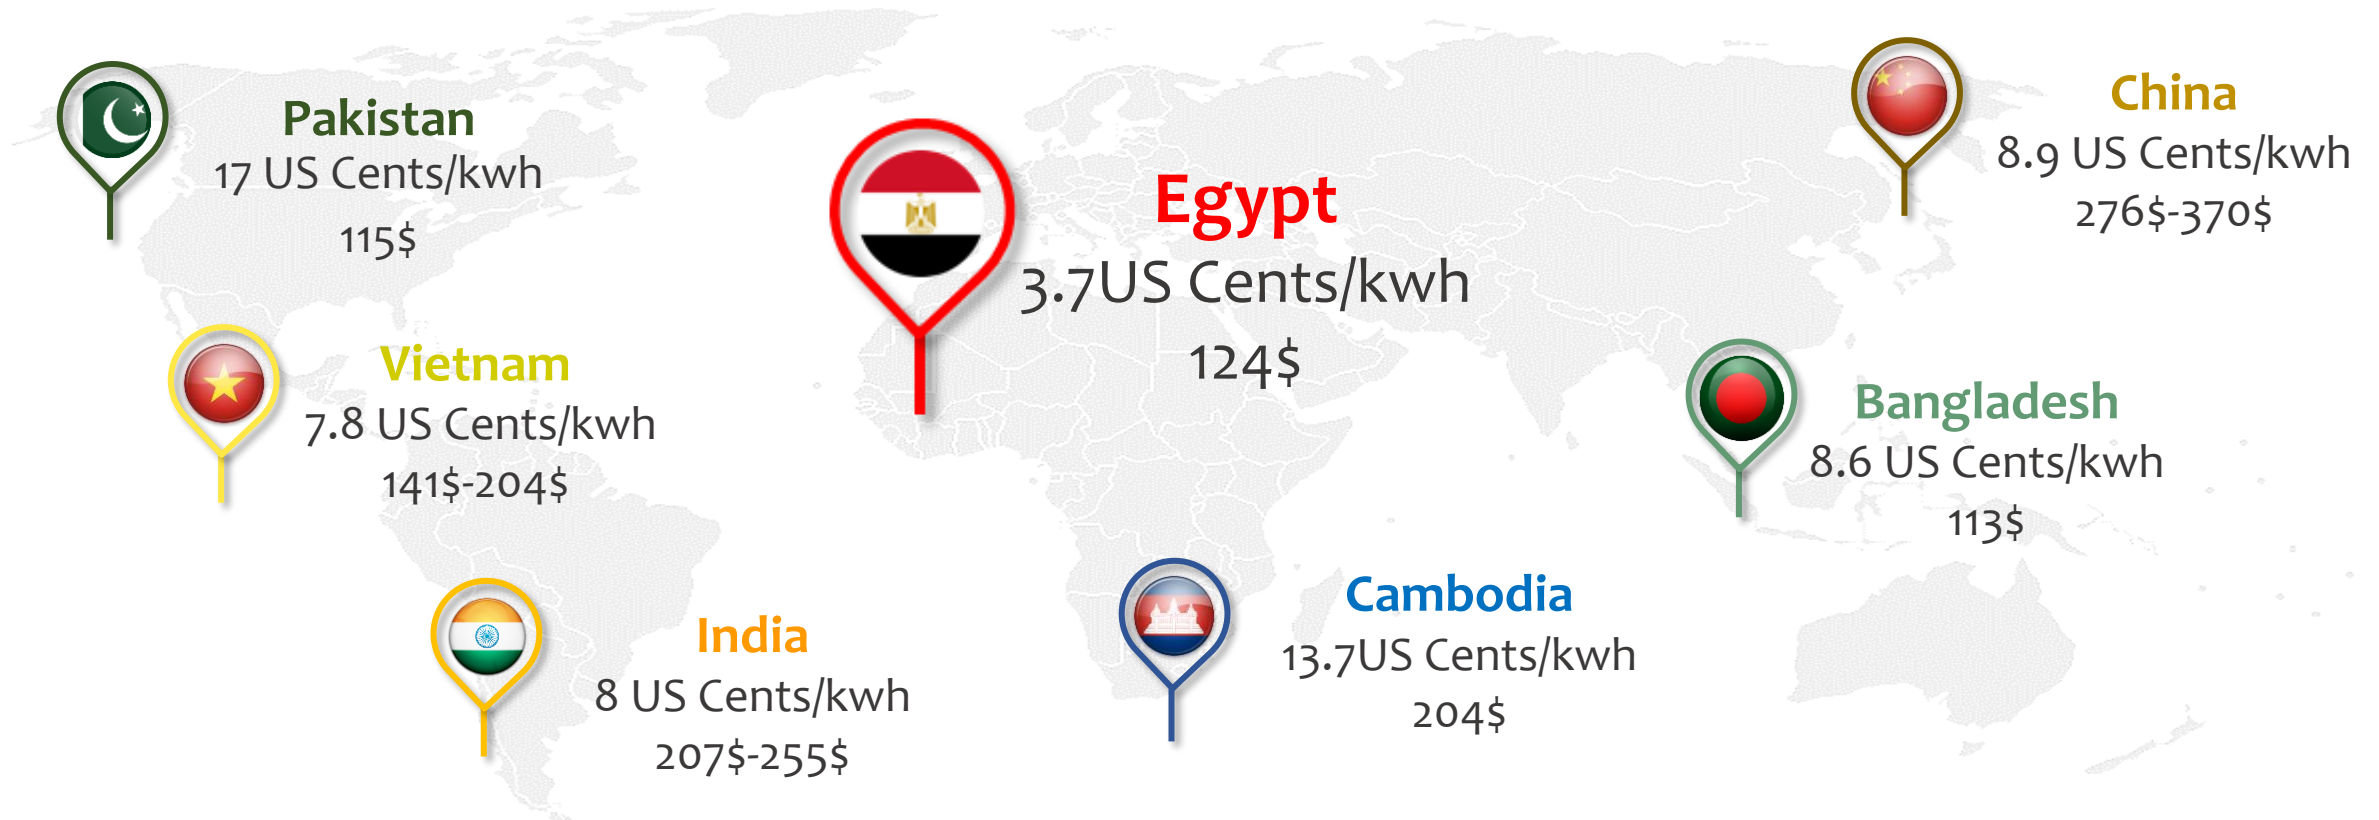 Pakistan
17 US Cents/kwh
115$
Vietnam
7.8 US Cents/kwh
141$-204$
India
8 US Cents/kwh
207$-255$
Egypt
3.7US Cents/kwh
124$
Cambodia
13.7US Cents/kwh
204$
China
8.9 US Cents/kwh
276$-370$
Bangladesh
8.6 US Cents/kwh
113$